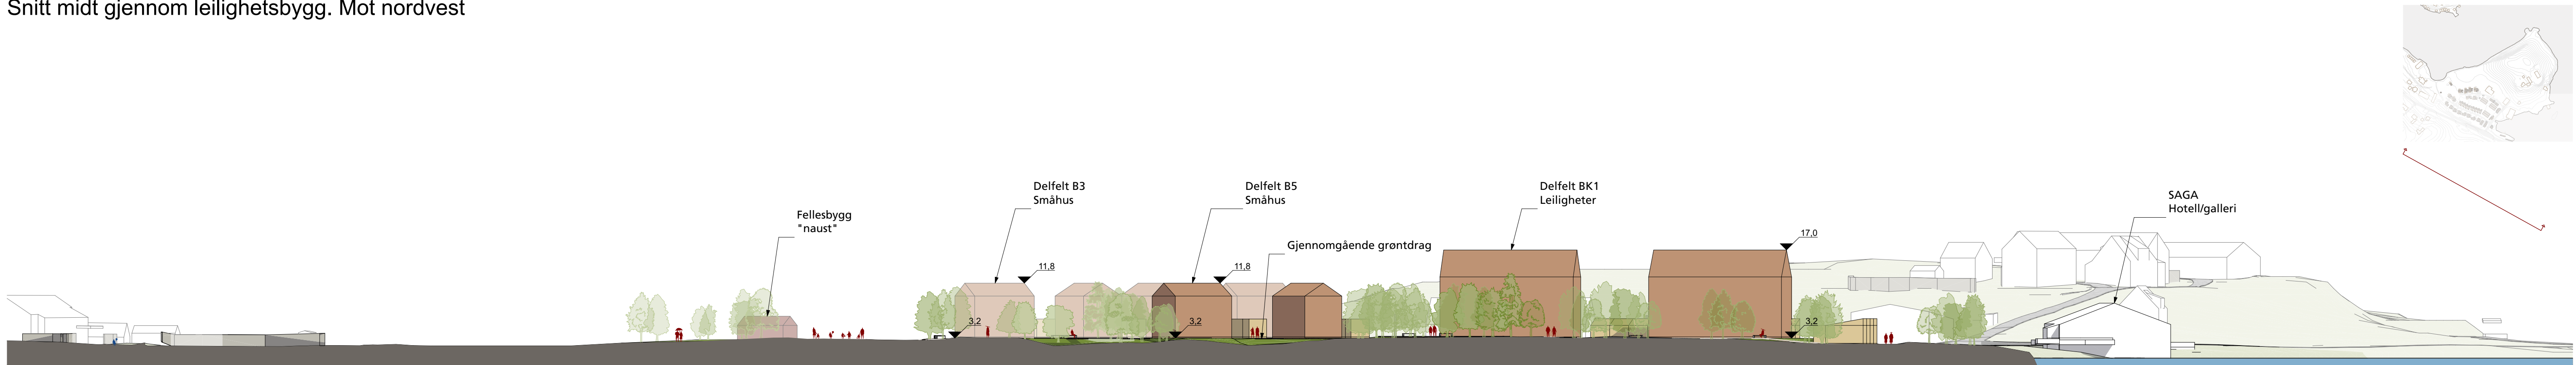 Snitt midt gjennom leilighetsbygg. Mot nordvest
Fellesbygg
"naust"
Delfelt B3
Småhus
11,8
3,2
Delfelt B5
Småhus
11,8
3,2
Gjennomgående grøntdrag
Delfelt BK1
Leiligheter
17,0
3,2
SAGA
Hotell/galleri